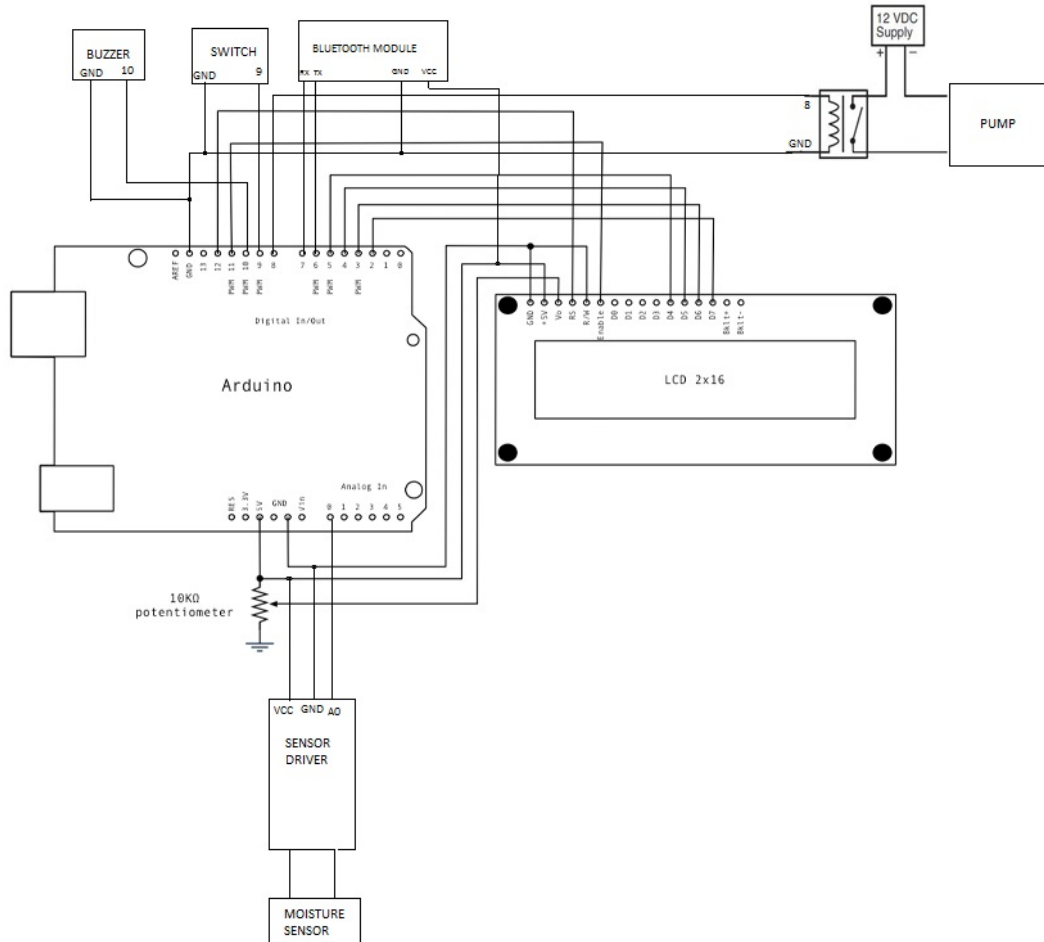 12 VDC
Supply
+ −
BUZZER
GND 10
SWITCH
GND 9
BLUETOOTH MODULE
RX TX GND VCC
8
GND
PUMP
AREF
GND
13
12
11
10
9
8
7
6
5
4
3
2
1
0
PWM
PWM
PWM
PWM
PWM
PWM
Digital In/Out
Arduino
GND
+5V
Vo
RS
R/W
Enable
D0
D1
D2
D3
D4
D5
D6
D7
Bklt+
Bklt-
LCD 2x16
Analog In
RES
3.3V
5V
GND
Vin
0
1
2
3
4
5
10KΩ
potentiometer
VCC GND A0
SENSOR
DRIVER
MOISTURE
SENSOR